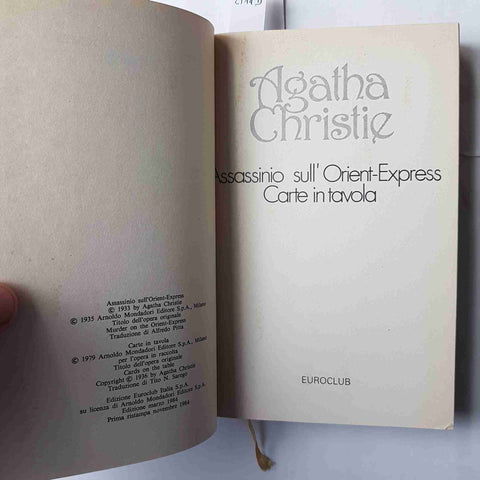 Assassinio sull'Orient-Express
© 1933 by Agatha Christie
© 1935 Arnoldo Mondadori Editore S.p.A., Milano
Titolo dell'opera originale
Murder on the Orient-Express
Traduzione di Alfredo Pitta
Carte in tavola
© 1979 Arnoldo Mondadori Editore S.p.A., Milano
per l'opera in raccolta
Titolo dell'opera originale
Cards on the table
Copyright © 1936 by Agatha Christie
Traduzione di Tito N. Sarego
Edizione Euroclub Italia S.p.A.
su licenza di Arnoldo Mondadori Editore S.p.A.
Edizione marzo 1984
Prima ristampa novembre 1984
Agatha
Christie
Assassinio sull'Orient-Express
Carte in tavola
EUROCLUB